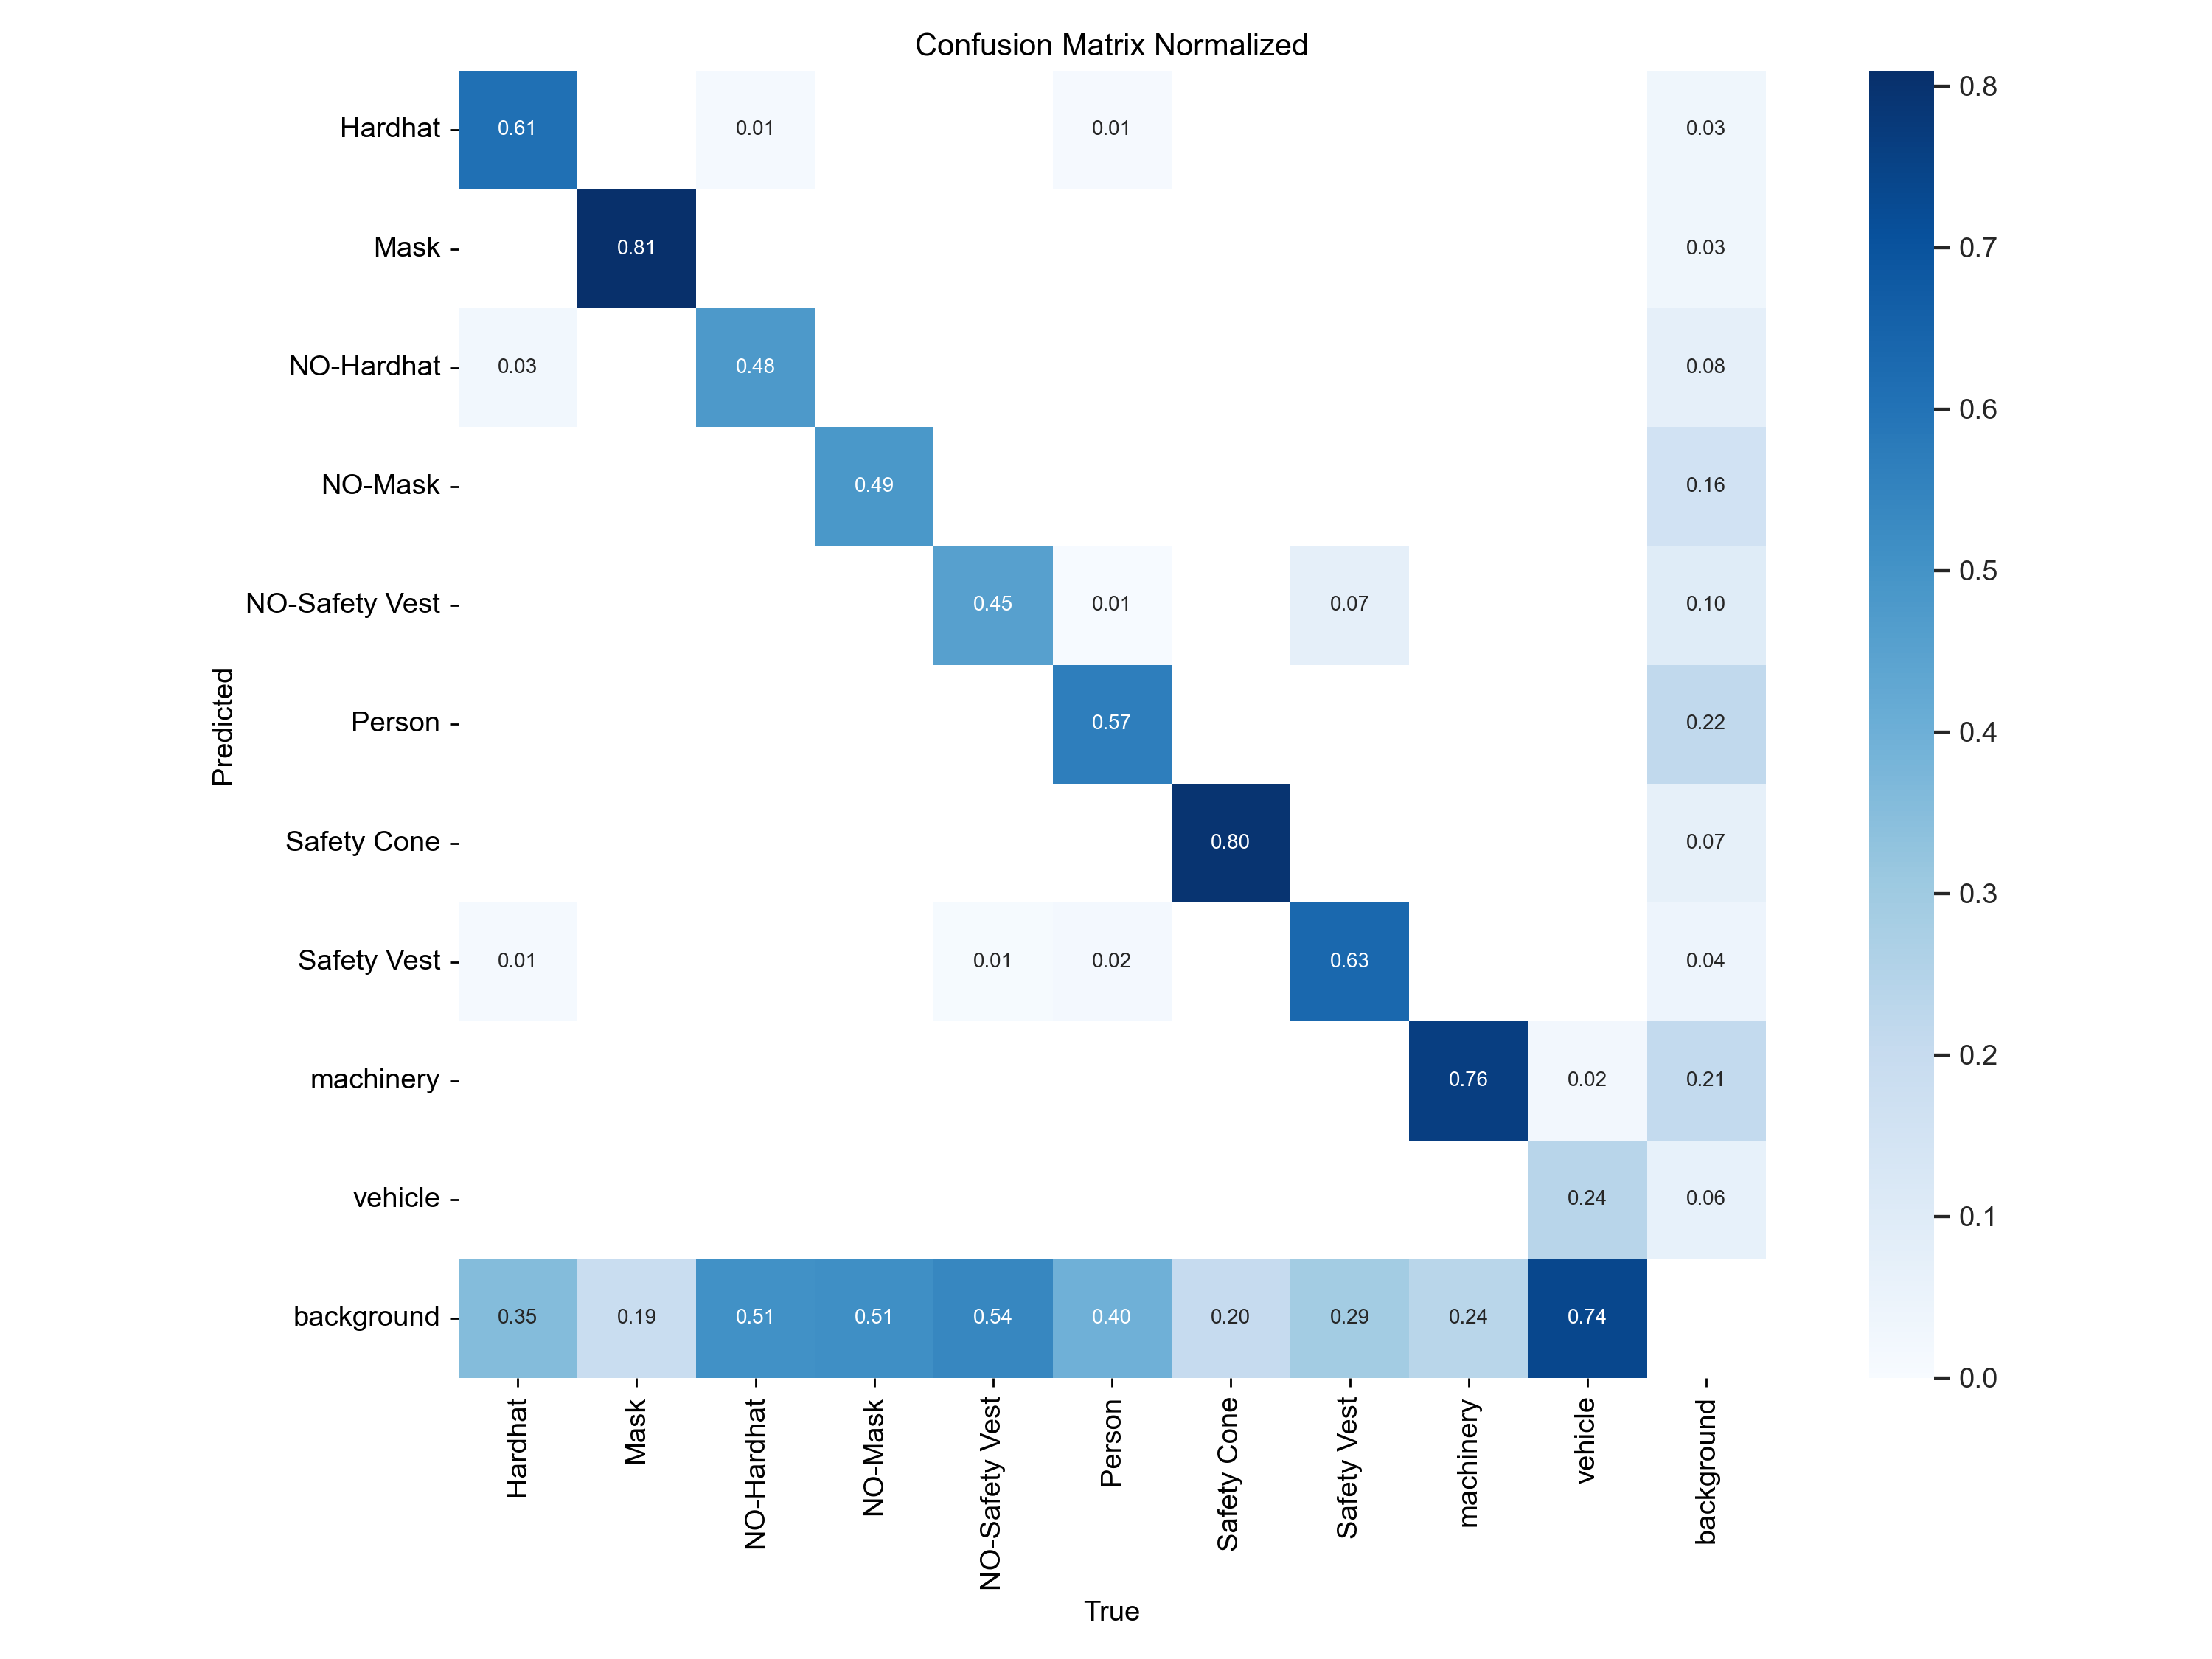 Confusion Matrix Normalized
Hardhat 0.61 0.01 0.01 0.03
Mask 0.81 0.03
NO-Hardhat 0.03 0.48 0.08
NO-Mask 0.49 0.16
NO-Safety Vest 0.45 0.01 0.07 0.10
Person 0.57 0.22
Safety Cone 0.80 0.07
Safety Vest 0.01 0.01 0.02 0.63 0.04
machinery 0.76 0.02 0.21
vehicle 0.24 0.06
background 0.35 0.19 0.51 0.51 0.54 0.40 0.20 0.29 0.24 0.74
Predicted
Hardhat
Mask
NO-Hardhat
NO-Mask
NO-Safety Vest
Person
Safety Cone
Safety Vest
machinery
vehicle
background
True
0.8
0.7
0.6
0.5
0.4
0.3
0.2
0.1
0.0